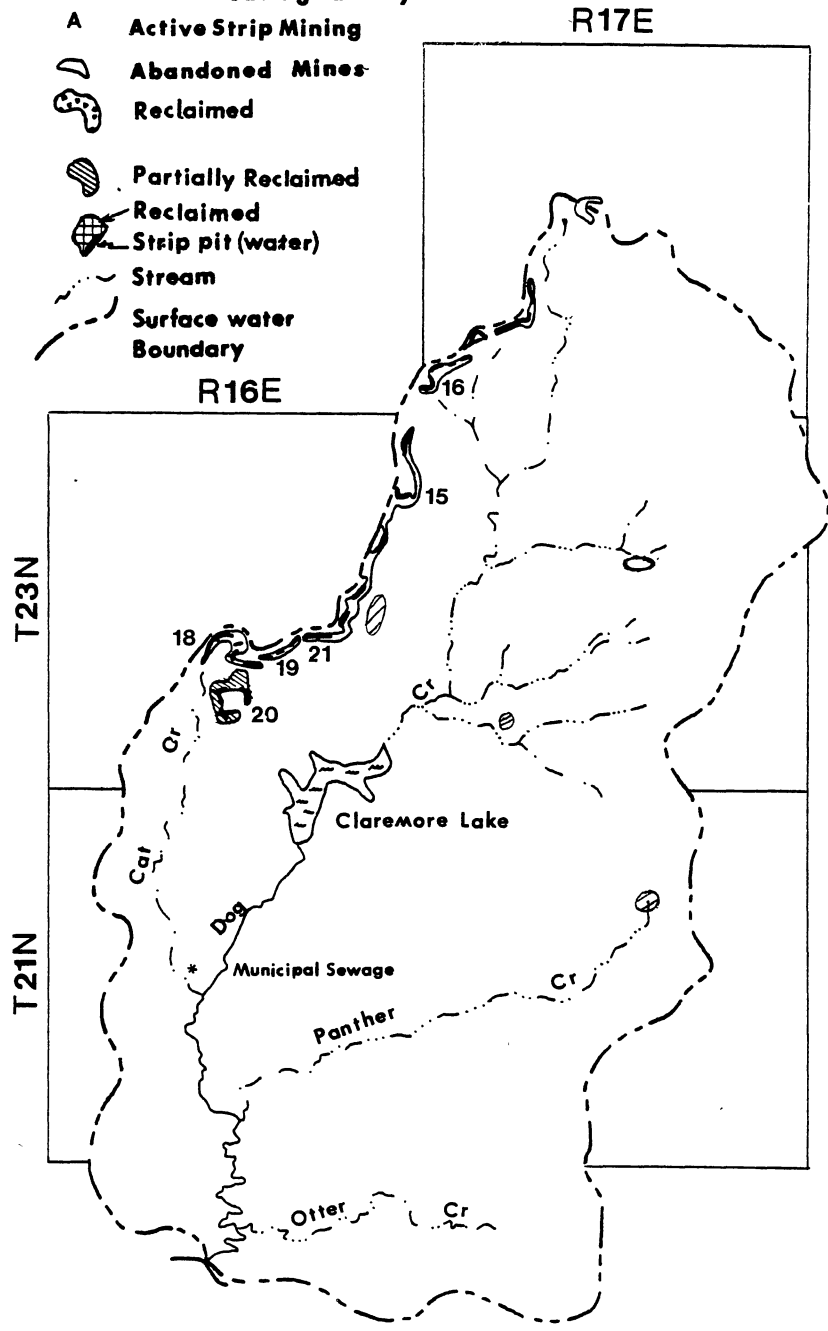 A Active Strip Mining
Abandoned Mines
Reclaimed
Partially Reclaimed
Reclaimed
Strip pit (water)
Stream
Surface water
Boundary
R17E
R16E
16
15
T23N
18
19
21
20
Cr
Cr
Claremore Lake
Cat
Dog
T21N
* Municipal Sewage
Panther Cr
Otter Cr